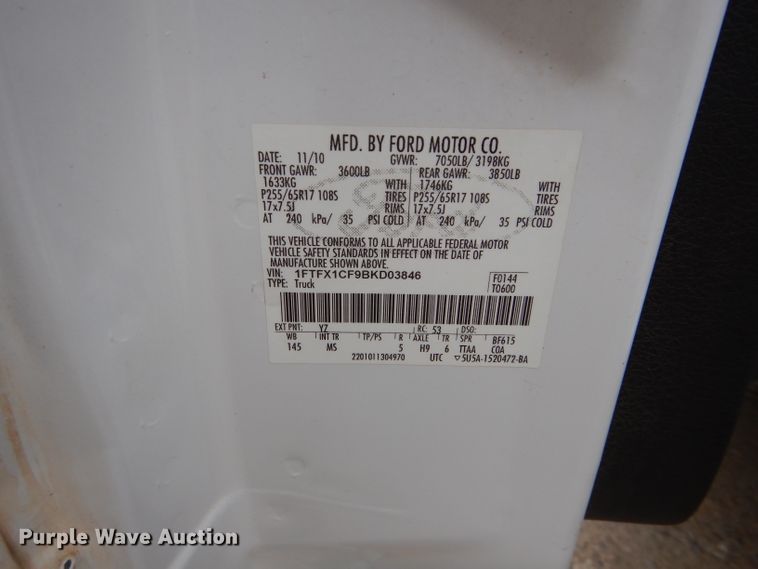 MFD. BY FORD MOTOR CO.
DATE: 11/10 GVWR: 7050LB/ 3198KG
FRONT GAWR: 3600LB REAR GAWR: 3850LB
1633KG WITH 1746KG WITH
P255/65R17 108S TIRES P255/65R17 108S TIRES
17x7.5J RIMS 17x7.5J RIMS
AT 240 kPa/ 35 PSI COLD AT 240 kPa/ 35 PSI COLD
THIS VEHICLE CONFORMS TO ALL APPLICABLE FEDERAL MOTOR
VEHICLE SAFETY STANDARDS IN EFFECT ON THE DATE OF
MANUFACTURE SHOWN ABOVE.
VIN: 1FTFX1CF9BKD03846 F0144
TYPE: Truck T0600
EXT PNT: YZ RC: 53 DSO:
WB INT TR TP/PS R AXLE TR SPR BF615
145 MS 5 H9 6 TTAA COA
2201011304970 UTC ▽5U5A-1520472-BA
Purple Wave Auction